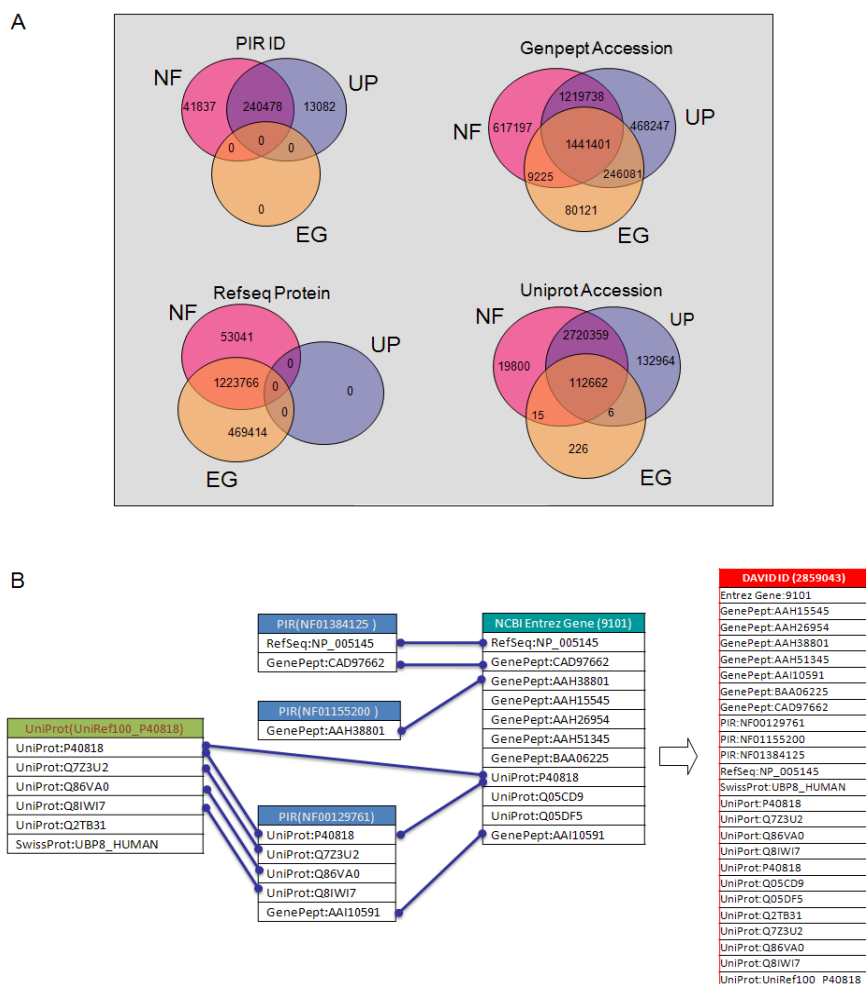 A
PIR ID
NF
UP
41837
240478
13082
0
0
0
0
EG
Genpept Accession
NF
UP
1219738
617197
468247
1441401
9225
246081
80121
EG
Refseq Protein
NF
UP
53041
0
1223766
0
0
0
469414
EG
Uniprot Accession
NF
UP
2720359
19800
132964
112662
15
6
226
EG
B
UniProt(UniRef100_P40818)
UniProt:P40818
UniProt:Q7Z3U2
UniProt:Q86VA0
UniProt:Q8IWI7
UniProt:Q2TB31
SwissProt:UBP8_HUMAN
PIR(NF01384125 )
RefSeq:NP_005145
GenePept:CAD97662
PIR(NF01155200 )
GenePept:AAH38801
PIR(NF00129761)
UniProt:P40818
UniProt:Q7Z3U2
UniProt:Q86VA0
UniProt:Q8IWI7
GenePept:AAI10591
NCBI Entrez Gene (9101)
RefSeq:NP_005145
GenePept:CAD97662
GenePept:AAH38801
GenePept:AAH15545
GenePept:AAH26954
GenePept:AAH51345
GenePept:BAA06225
UniProt:P40818
UniProt:Q05CD9
UniProt:Q05DF5
GenePept:AAI10591
DAVID ID (2859043)
Entrez Gene:9101
GenePept:AAH15545
GenePept:AAH26954
GenePept:AAH38801
GenePept:AAH51345
GenePept:AAI10591
GenePept:BAA06225
GenePept:CAD97662
PIR:NF00129761
PIR:NF01155200
PIR:NF01384125
RefSeq:NP_005145
SwissProt:UBP8_HUMAN
UniPort:P40818
UniProt:Q7Z3U2
UniPort:Q86VA0
UniPort:Q8IWI7
UniProt:P40818
UniProt:Q05CD9
UniProt:Q05DF5
UniProt:Q2TB31
UniProt:Q7Z3U2
UniProt:Q86VA0
UniProt:Q8IWI7
UniProt:UniRef100_P40818